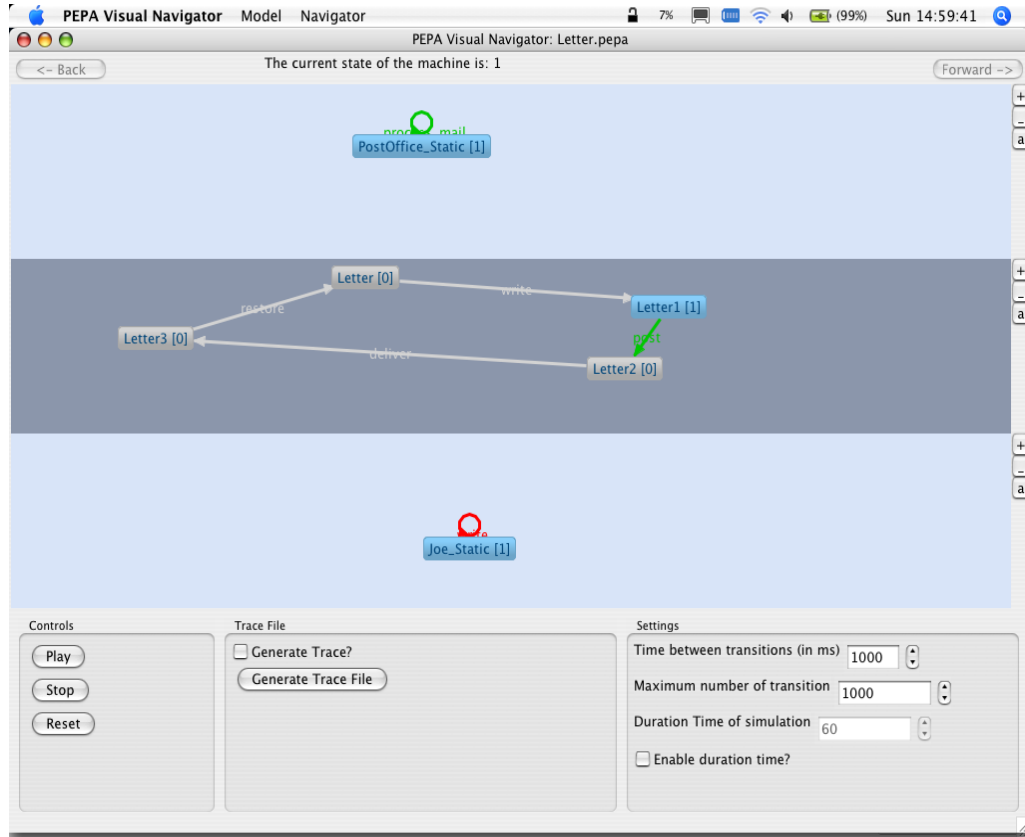 PEPA Visual Navigator Model Navigator 7% (99%) Sun 14:59:41
PEPA Visual Navigator: Letter.pepa
<- Back The current state of the machine is: 1 Forward ->
+
-
a
process_mail
PostOffice_Static [1]
+
-
a
Letter [0]
write
Letter1 [1]
restore
Letter3 [0]
post
deliver
Letter2 [0]
+
-
a
write
Joe_Static [1]
Controls
Play
Stop
Reset
Trace File
Generate Trace?
Generate Trace File
Settings
Time between transitions (in ms) 1000
Maximum number of transition 1000
Duration Time of simulation 60
Enable duration time?